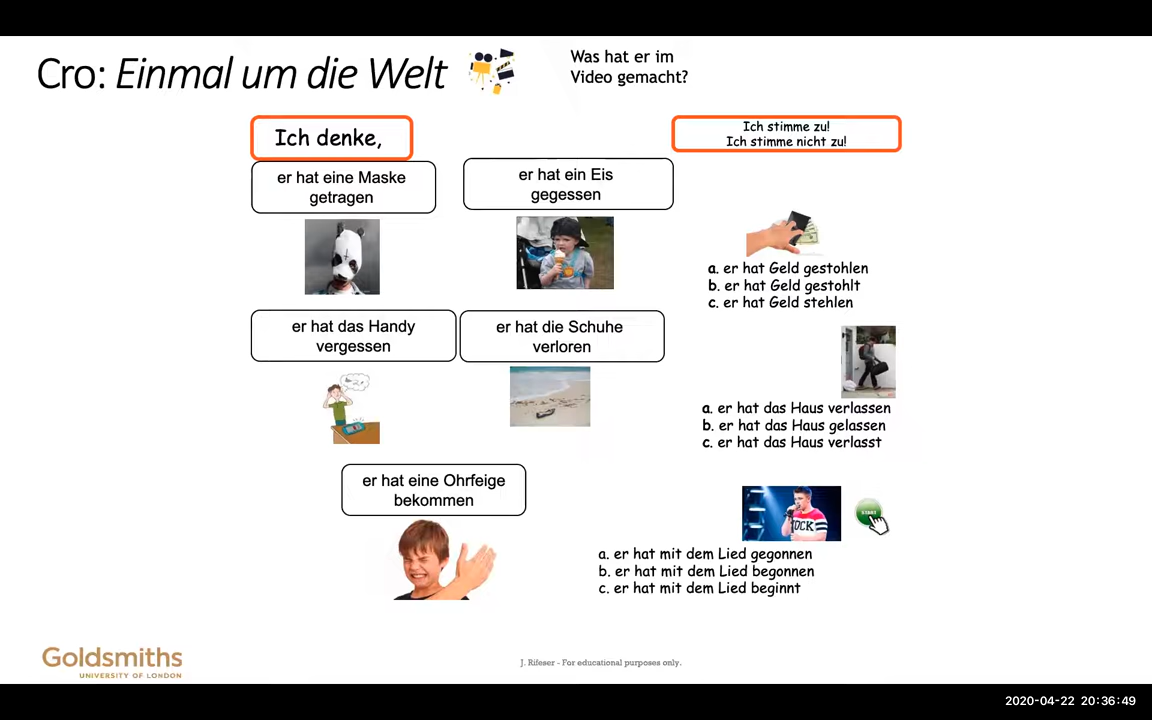 Cro: Einmal um die Welt
Was hat er im
Video gemacht?
Ich denke,
Ich stimme zu!
Ich stimme nicht zu!
er hat eine Maske
getragen
er hat ein Eis
gegessen
a. er hat Geld gestohlen
b. er hat Geld gestohlt
c. er hat Geld stehlen
er hat das Handy
vergessen
er hat die Schuhe
verloren
a. er hat das Haus verlassen
b. er hat das Haus gelassen
c. er hat das Haus verlasst
er hat eine Ohrfeige
bekommen
START
a. er hat mit dem Lied gegonnen
b. er hat mit dem Lied begonnen
c. er hat mit dem Lied beginnt
Goldsmiths
UNIVERSITY OF LONDON
J. Rifeser - For educational purposes only.
2020-04-22 20:36:49